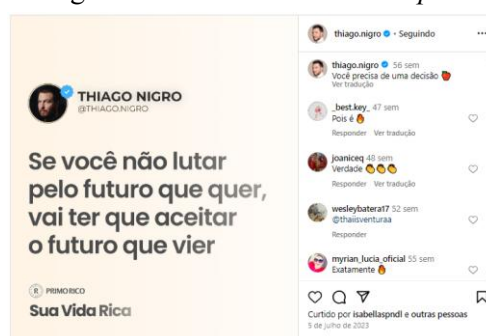 THIAGO NIGRO
@THIAGO.NIGRO
Se você não lutar
pelo futuro que quer,
vai ter que aceitar
o futuro que vier
R PRIMO RICO
Sua Vida Rica
thiago.nigro • Seguindo
thiago.nigro 56 sem
Você precisa de uma decisão
Ver tradução
_best.key_ 47 sem
Pois é
Responder Ver tradução
joaniceq 48 sem
Verdade
Responder Ver tradução
wesleybatera17 52 sem
@thaiisventuraa
Responder
myrian_lucia_oficial 55 sem
Exatamente
Curtido por isabellaspndl e outras pessoas
5 de julho de 2023